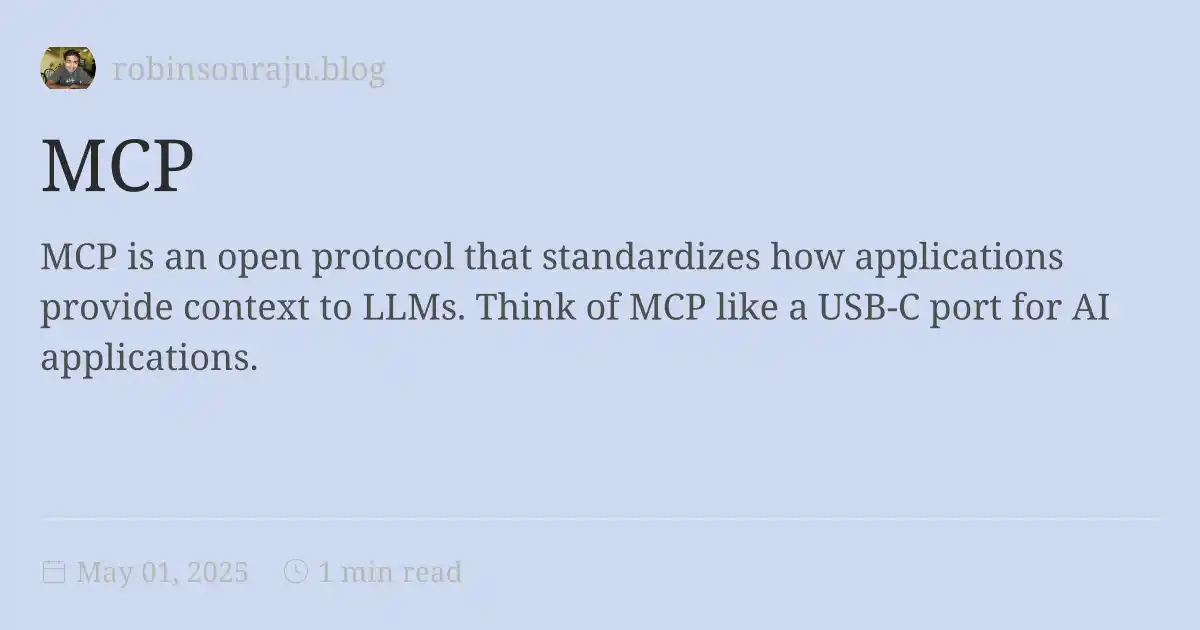 robinsonraju.blog
MCP
MCP is an open protocol that standardizes how applications
provide context to LLMs. Think of MCP like a USB-C port for AI
applications.
May 01, 2025 1 min read